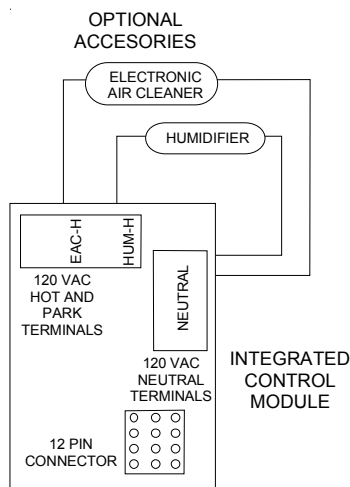 OPTIONAL
ACCESORIES
ELECTRONIC
AIR CLEANER
HUMIDIFIER
EAC-H
HUM-H
120 VAC
HOT AND
PARK
TERMINALS
NEUTRAL
120 VAC
NEUTRAL
TERMINALS
INTEGRATED
CONTROL
MODULE
12 PIN
CONNECTOR